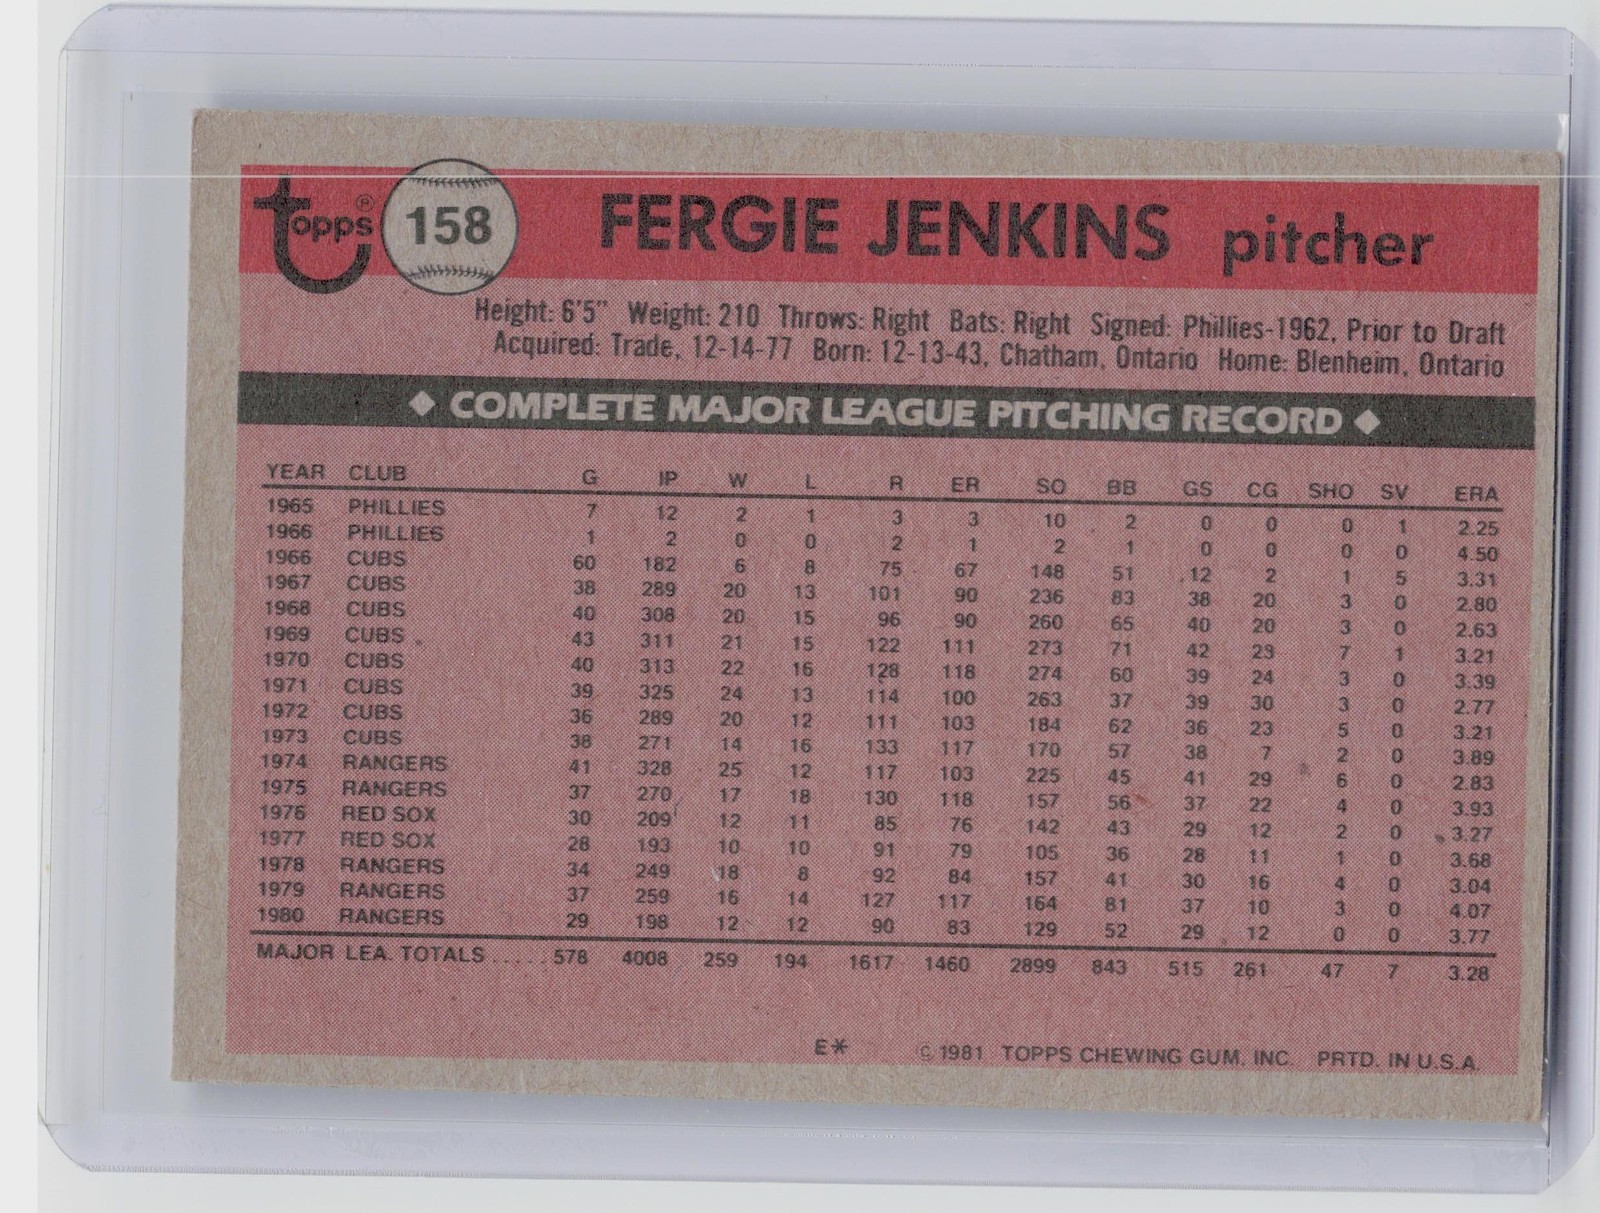 topps ® 158 FERGIE JENKINS pitcher
Height: 6'5" Weight: 210 Throws: Right Bats: Right Signed: Phillies-1962, Prior to Draft
Acquired: Trade, 12-14-77 Born: 12-13-43, Chatham, Ontario Home: Blenheim, Ontario
◆ COMPLETE MAJOR LEAGUE PITCHING RECORD ◆
YEAR CLUB G IP W L R ER SO BB GS CG SHO SV ERA
1965 PHILLIES 7 12 2 1 3 3 10 2 0 0 0 1 2.25
1966 PHILLIES 1 2 0 0 2 1 2 1 0 0 0 0 4.50
1966 CUBS 60 182 6 8 75 67 148 51 12 2 1 5 3.31
1967 CUBS 38 289 20 13 101 90 236 83 38 20 3 0 2.80
1968 CUBS 40 308 20 15 96 90 260 65 40 20 3 0 2.63
1969 CUBS 43 311 21 15 122 111 273 71 42 23 7 1 3.21
1970 CUBS 40 313 22 16 128 118 274 60 39 24 3 0 3.39
1971 CUBS 39 325 24 13 114 100 263 37 39 30 3 0 2.77
1972 CUBS 36 289 20 12 111 103 184 62 36 23 5 0 3.21
1973 CUBS 38 271 14 16 133 117 170 57 38 7 2 0 3.89
1974 RANGERS 41 328 25 12 117 103 225 45 41 29 6 0 2.83
1975 RANGERS 37 270 17 18 130 118 157 56 37 22 4 0 3.93
1976 RED SOX 30 209 12 11 85 76 142 43 29 12 2 0 3.27
1977 RED SOX 28 193 10 10 91 79 105 36 28 11 1 0 3.68
1978 RANGERS 34 249 18 8 92 84 157 41 30 16 4 0 3.04
1979 RANGERS 37 259 16 14 127 117 164 81 37 10 3 0 4.07
1980 RANGERS 29 198 12 12 90 83 129 52 29 12 0 0 3.77
MAJOR LEA. TOTALS ..... 578 4008 259 194 1617 1460 2899 843 515 261 47 7 3.28
E* © 1981 TOPPS CHEWING GUM, INC. PRTD. IN U.S.A.